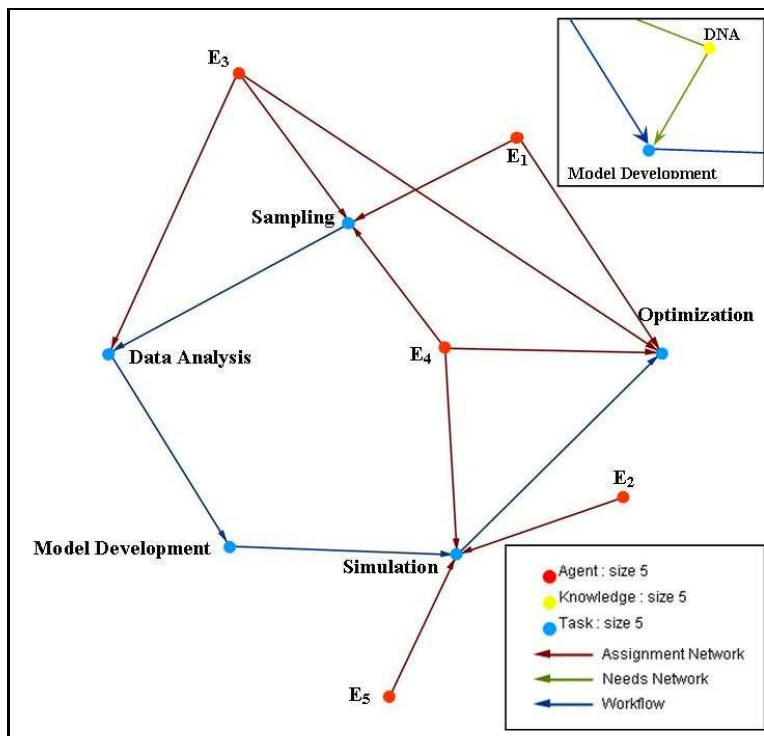 DNA
Model Development
E3
E1
Sampling
Optimization
E4
Data Analysis
E2
Model Development
Simulation
E5
Agent : size 5
Knowledge : size 5
Task : size 5
Assignment Network
Needs Network
Workflow